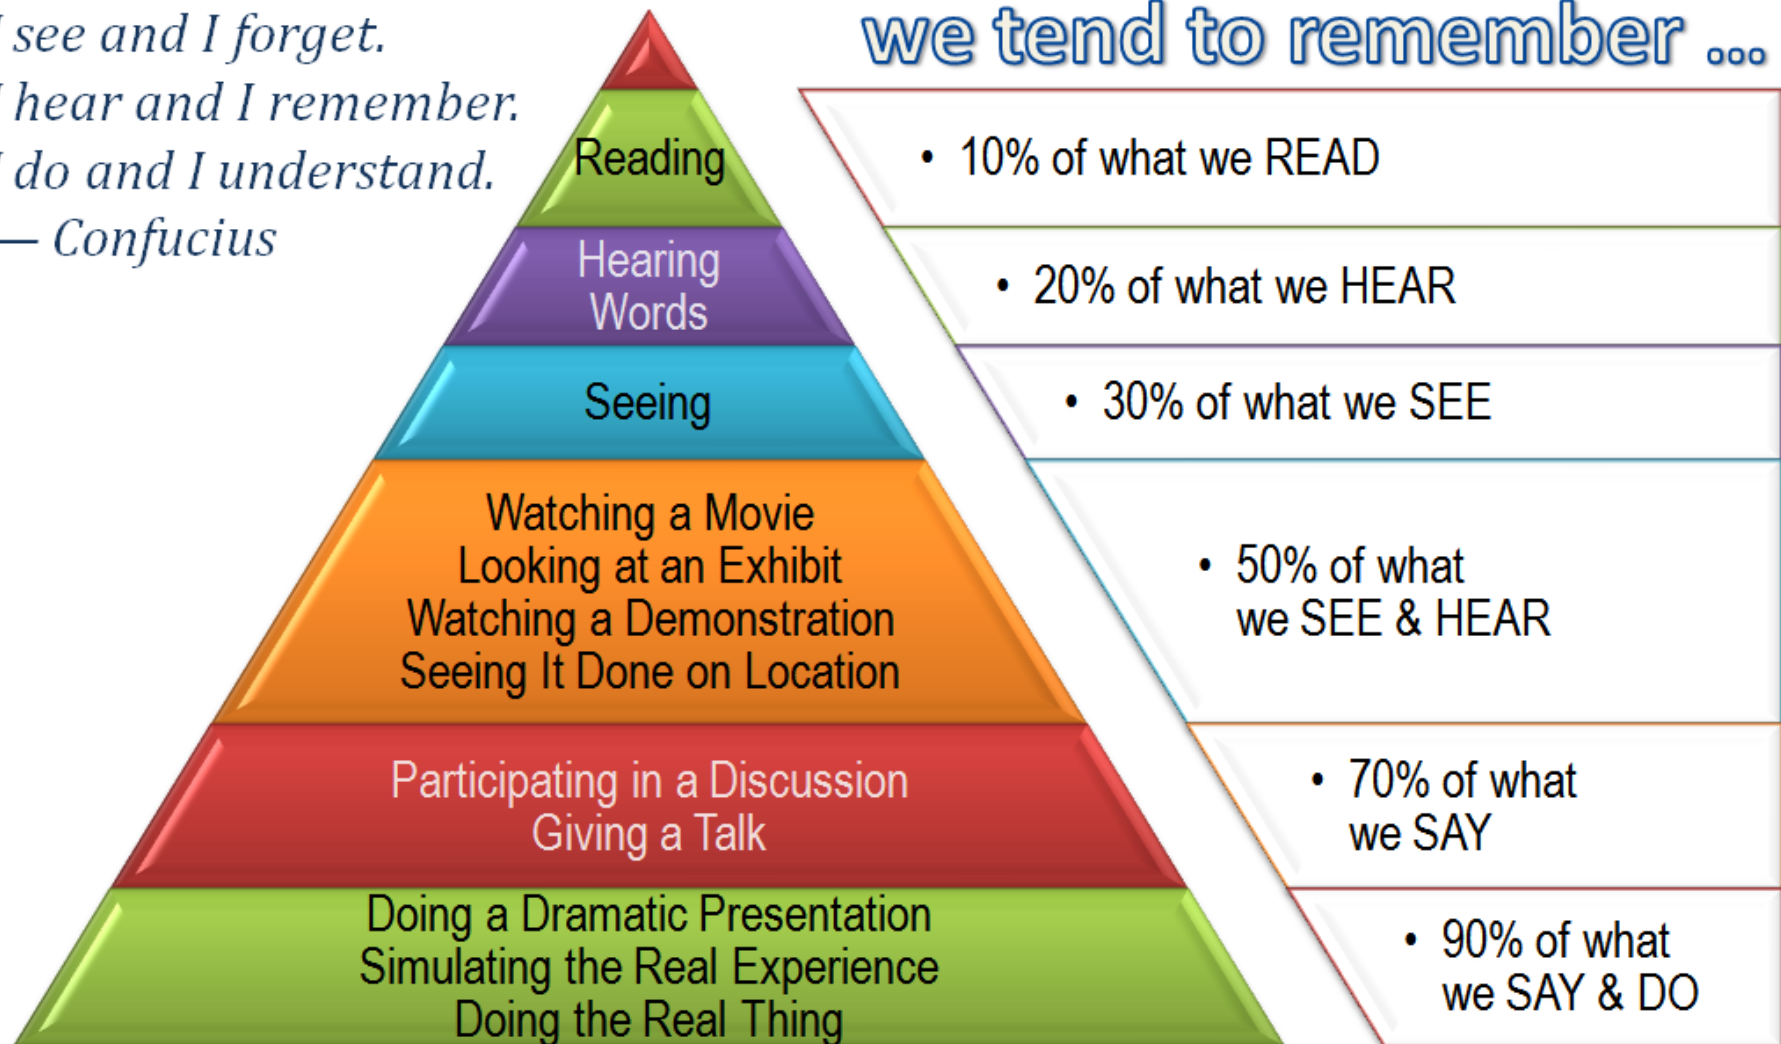 I see and I forget.
I hear and I remember.
I do and I understand.
— Confucius
we tend to remember ...
Reading
• 10% of what we READ
Hearing
Words
• 20% of what we HEAR
Seeing
• 30% of what we SEE
Watching a Movie
Looking at an Exhibit
Watching a Demonstration
Seeing It Done on Location
• 50% of what
we SEE & HEAR
Participating in a Discussion
Giving a Talk
• 70% of what
we SAY
Doing a Dramatic Presentation
Simulating the Real Experience
Doing the Real Thing
• 90% of what
we SAY & DO